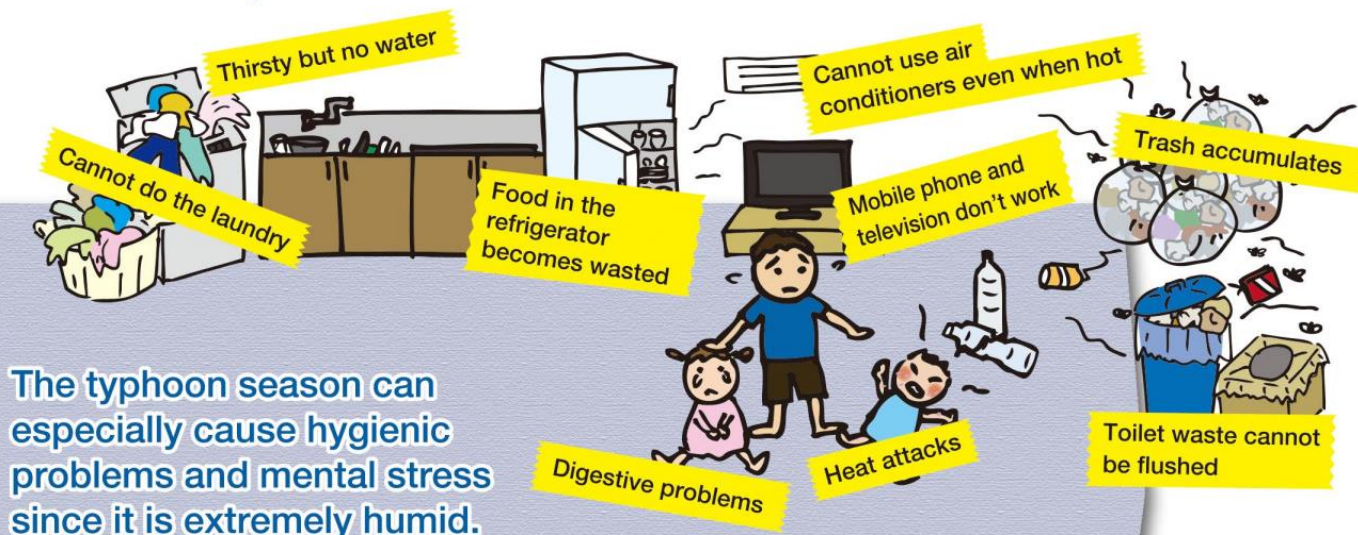 Thirsty but no water
Cannot do the laundry
Food in the
refrigerator
becomes wasted
Cannot use air
conditioners even when hot
Mobile phone and
television don't work
Trash accumulates
Toilet waste cannot
be flushed
Digestive problems
Heat attacks
The typhoon season can
especially cause hygienic
problems and mental stress
since it is extremely humid.